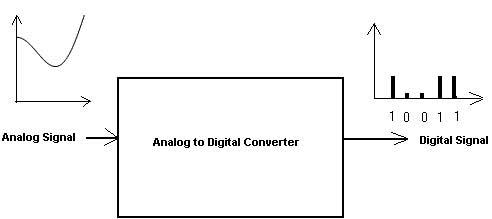 1 0 0 1 1
Analog Signal
Analog to Digital Converter
Digital Signal